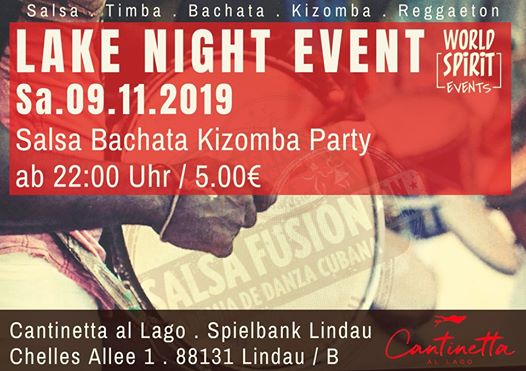 Salsa . Timba . Bachata . Kizomba . Reggaeton
LAKE NIGHT EVENT
WORLD
SPIRIT
EVENTS
Sa.09.11.2019
Salsa Bachata Kizomba Party
ab 22:00 Uhr / 5.00€
SALSA FUSION
DE DANZA CUBANA
Cantinetta al Lago . Spielbank Lindau
Chelles Allee 1 . 88131 Lindau / B
Cantinetta
AL LAGO